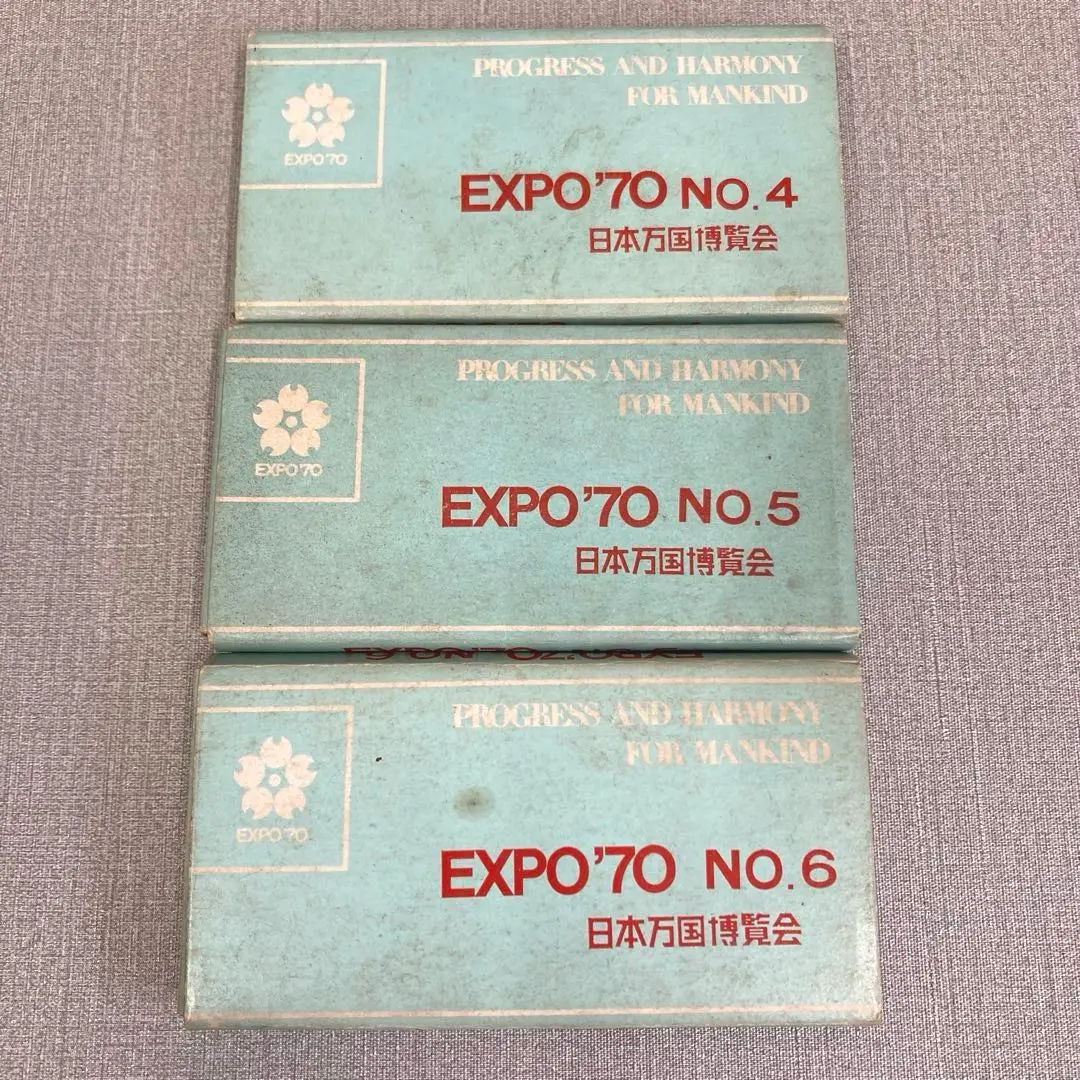 EXPO'70
PROGRESS AND HARMONY
FOR MANKIND
EXPO'70 NO.4
日本万国博覧会
EXPO'70
PROGRESS AND HARMONY
FOR MANKIND
EXPO'70 NO.5
日本万国博覧会
EXPO'70
PROGRESS AND HARMONY
FOR MANKIND
EXPO'70 NO.6
日本万国博覧会